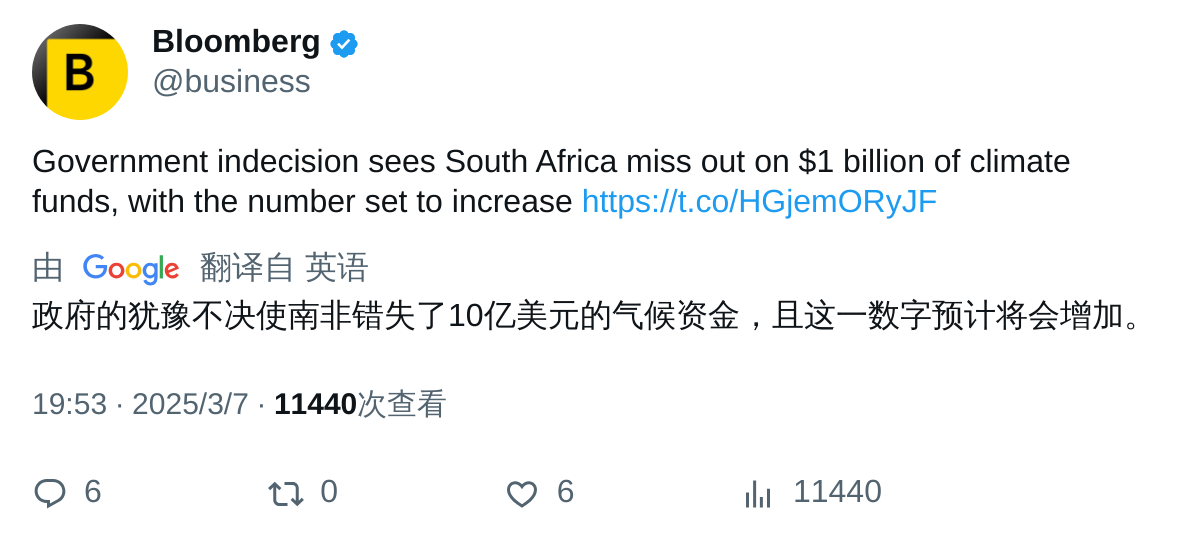 B
Bloomberg
@business
Government indecision sees South Africa miss out on $1 billion of climate
funds, with the number set to increase https://t.co/HGjemORyJF
由 Google 翻译自 英语
政府的犹豫不决使南非错失了10亿美元的气候资金，且这一数字预计将会增加。
19:53 · 2025/3/7 · 11440次查看
6 0 6 11440